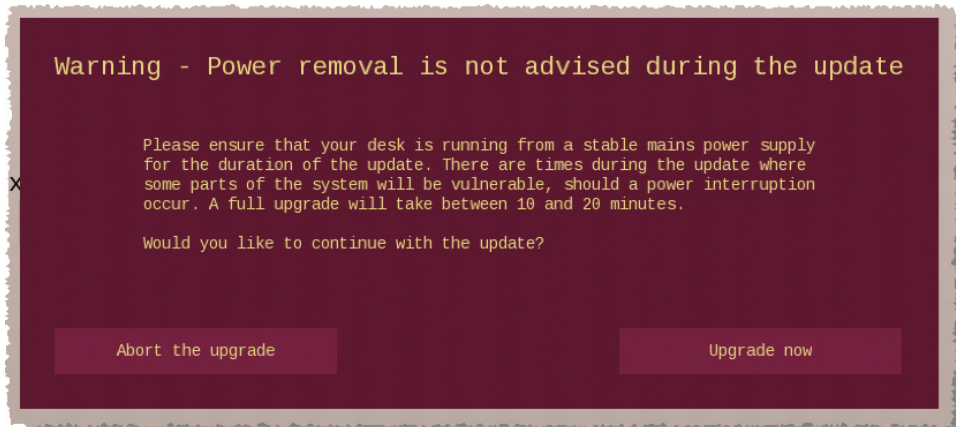 Warning - Power removal is not advised during the update
Please ensure that your desk is running from a stable mains power supply
for the duration of the update. There are times during the update where
x
some parts of the system will be vulnerable, should a power interruption
occur. A full upgrade will take between 10 and 20 minutes.
Would you like to continue with the update?
Abort the upgrade
Upgrade now